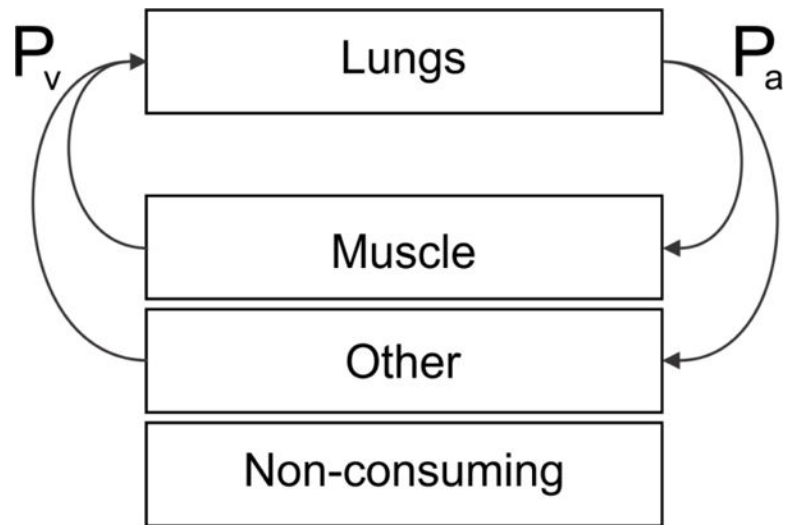 P_v
Lungs
P_a
Muscle
Other
Non-consuming